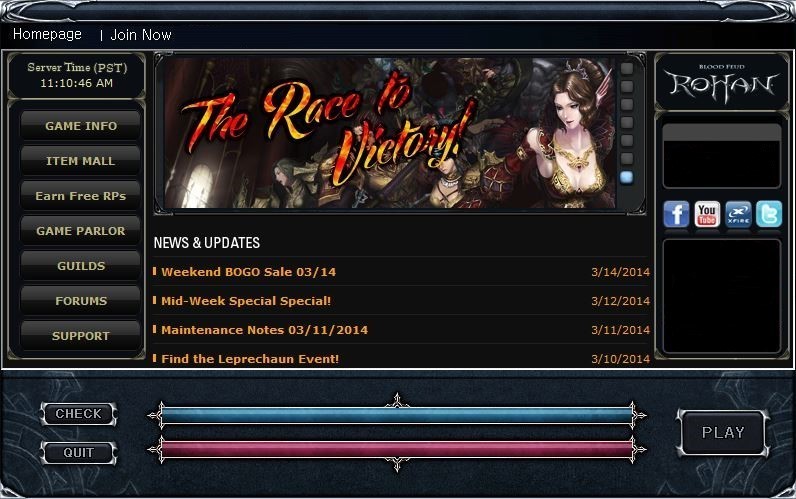 Homepage | Join Now
Server Time (PST)
11:10:46 AM
GAME INFO
ITEM MALL
Earn Free RPs
GAME PARLOR
GUILDS
FORUMS
SUPPORT
The Race to
Victory!
NEWS & UPDATES
Weekend BOGO Sale 03/14 3/14/2014
Mid-Week Special Special! 3/12/2014
Maintenance Notes 03/11/2014 3/11/2014
Find the Leprechaun Event! 3/10/2014
BLOOD FEUD
ROHAN
f
You
Tube
XFIRE
t
CHECK
QUIT
PLAY